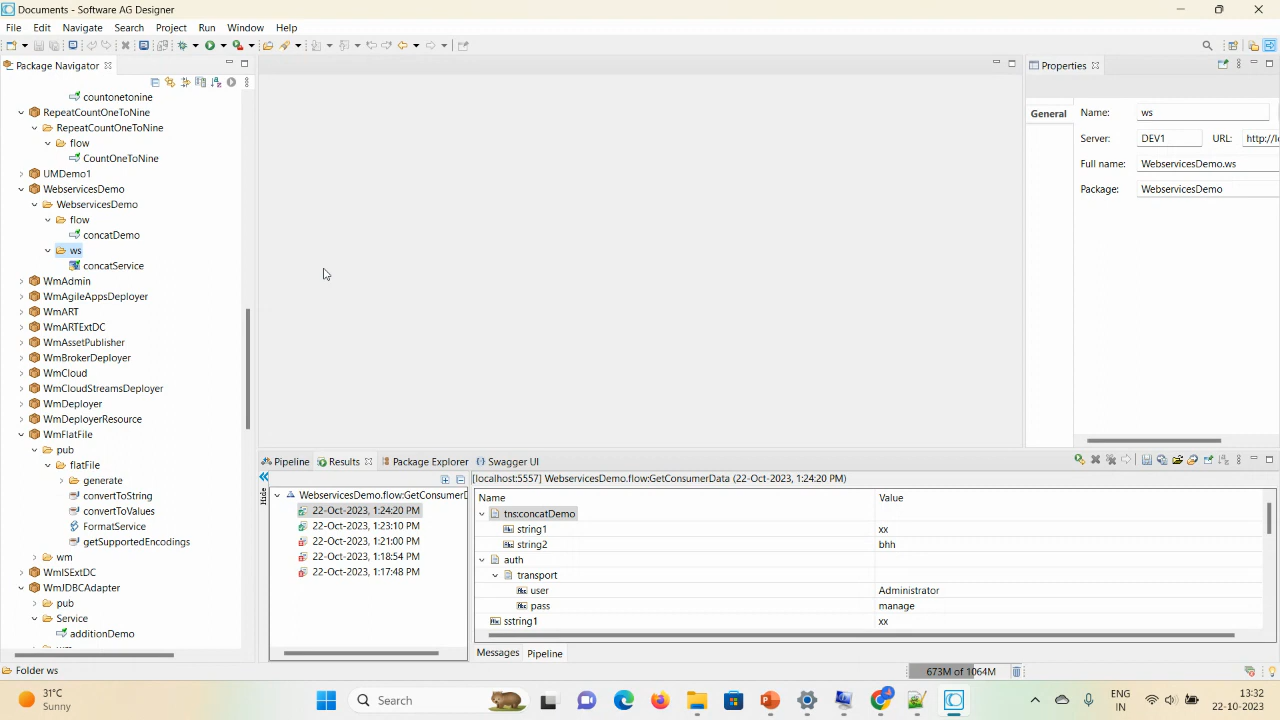 Documents - Software AG Designer
File Edit Navigate Search Project Run Window Help
Package Navigator
countonetonine
RepeatCountOneToNine
RepeatCountOneToNine
flow
CountOneToNine
UMDemo1
WebservicesDemo
WebservicesDemo
flow
concatDemo
ws
concatService
WmAdmin
WmAgileAppsDeployer
WmART
WmARTExtDC
WmAssetPublisher
WmBrokerDeployer
WmCloud
WmCloudStreamsDeployer
WmDeployer
WmDeployerResource
WmFlatFile
pub
flatFile
generate
convertToString
convertToValues
FormatService
getSupportedEncodings
wm
WmISExtDC
WmJDBCAdapter
pub
Service
additionDemo
Folder ws
Properties
General
Name: ws
Server: DEV1 URL: http://l
Full name: WebservicesDemo.ws
Package: WebservicesDemo
Pipeline Results Package Explorer Swagger UI
Hide
WebservicesDemo.flow:GetConsumerD
22-Oct-2023, 1:24:20 PM
22-Oct-2023, 1:23:10 PM
22-Oct-2023, 1:21:00 PM
22-Oct-2023, 1:18:54 PM
22-Oct-2023, 1:17:48 PM
[localhost:5557] WebservicesDemo.flow:GetConsumerData (22-Oct-2023, 1:24:20 PM)
Name Value
tns:concatDemo
string1 xx
string2 bhh
auth
transport
user Administrator
pass manage
sstring1 xx
Messages Pipeline
673M of 1064M
31°C
Sunny
Search
ENG
IN
13:32
22-10-2023